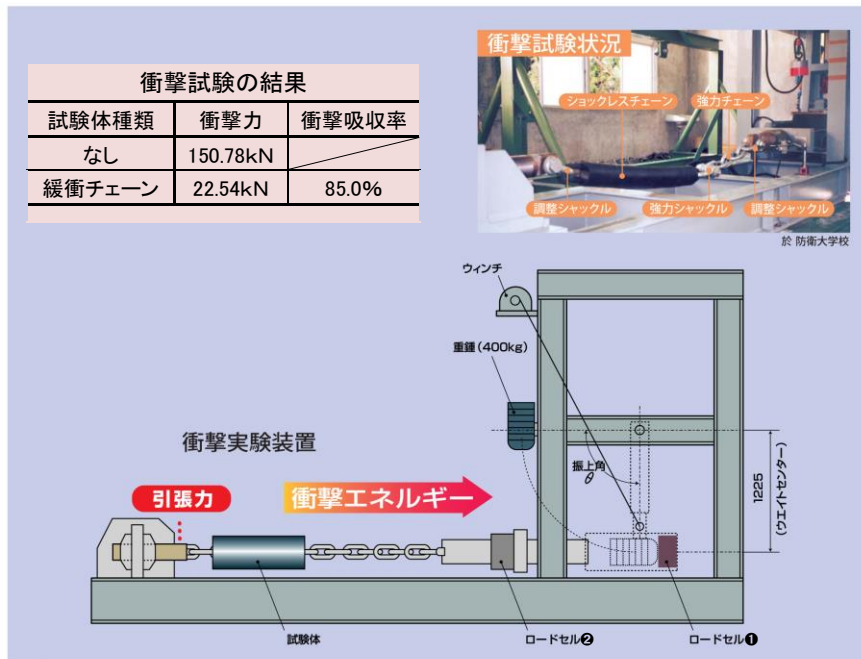 衝撃試験の結果
試験体種類 衝撃力 衝撃吸収率
なし 150.78kN
緩衝チェーン 22.54kN 85.0%
衝撃試験状況
ショックレスチェーン 強力チェーン
調整シャックル 強力シャックル 調整シャックル
於 防衛大学校
ウィンチ
重錘(400kg)
衝撃実験装置
振上角
θ
1225
(ウエイトセンター)
引張力
衝撃エネルギー
試験体 ロードセル❷ ロードセル❶